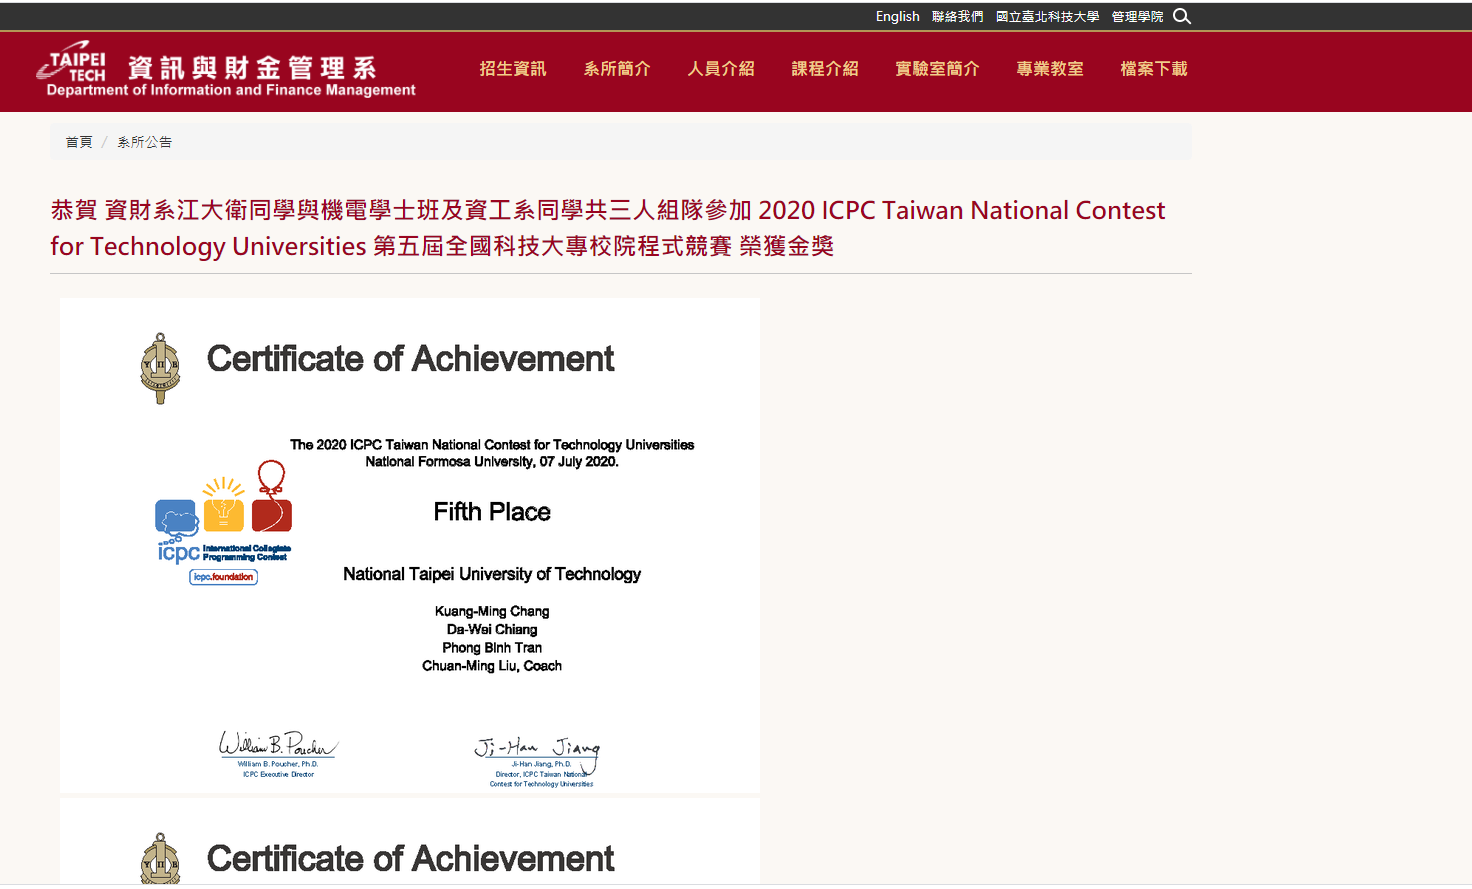 English 聯絡我們 國立臺北科技大學 管理學院
TAIPEI TECH 資訊與財金管理系
Department of Information and Finance Management
招生資訊 系所簡介 人員介紹 課程介紹 實驗室簡介 專業教室 檔案下載
首頁 / 系所公告
恭賀 資財系江大衛同學與機電學士班及資工系同學共三人組隊參加 2020 ICPC Taiwan National Contest
for Technology Universities 第五屆全國科技大專校院程式競賽 榮獲金獎
Certificate of Achievement
The 2020 ICPC Taiwan National Contest for Technology Universities
National Formosa University, 07 July 2020.
Fifth Place
icpc International Collegiate
Programming Contest
icpc.foundation
National Taipei University of Technology
Kuang-Ming Chang
Da-Wei Chiang
Phong Binh Tran
Chuan-Ming Liu, Coach
William B. Poucher
William B. Poucher, Ph.D.
ICPC Executive Director
Ji-Han Jiang
Ji-Han Jiang, Ph.D.
Director, ICPC Taiwan National
Contest for Technology Universities
Certificate of Achievement